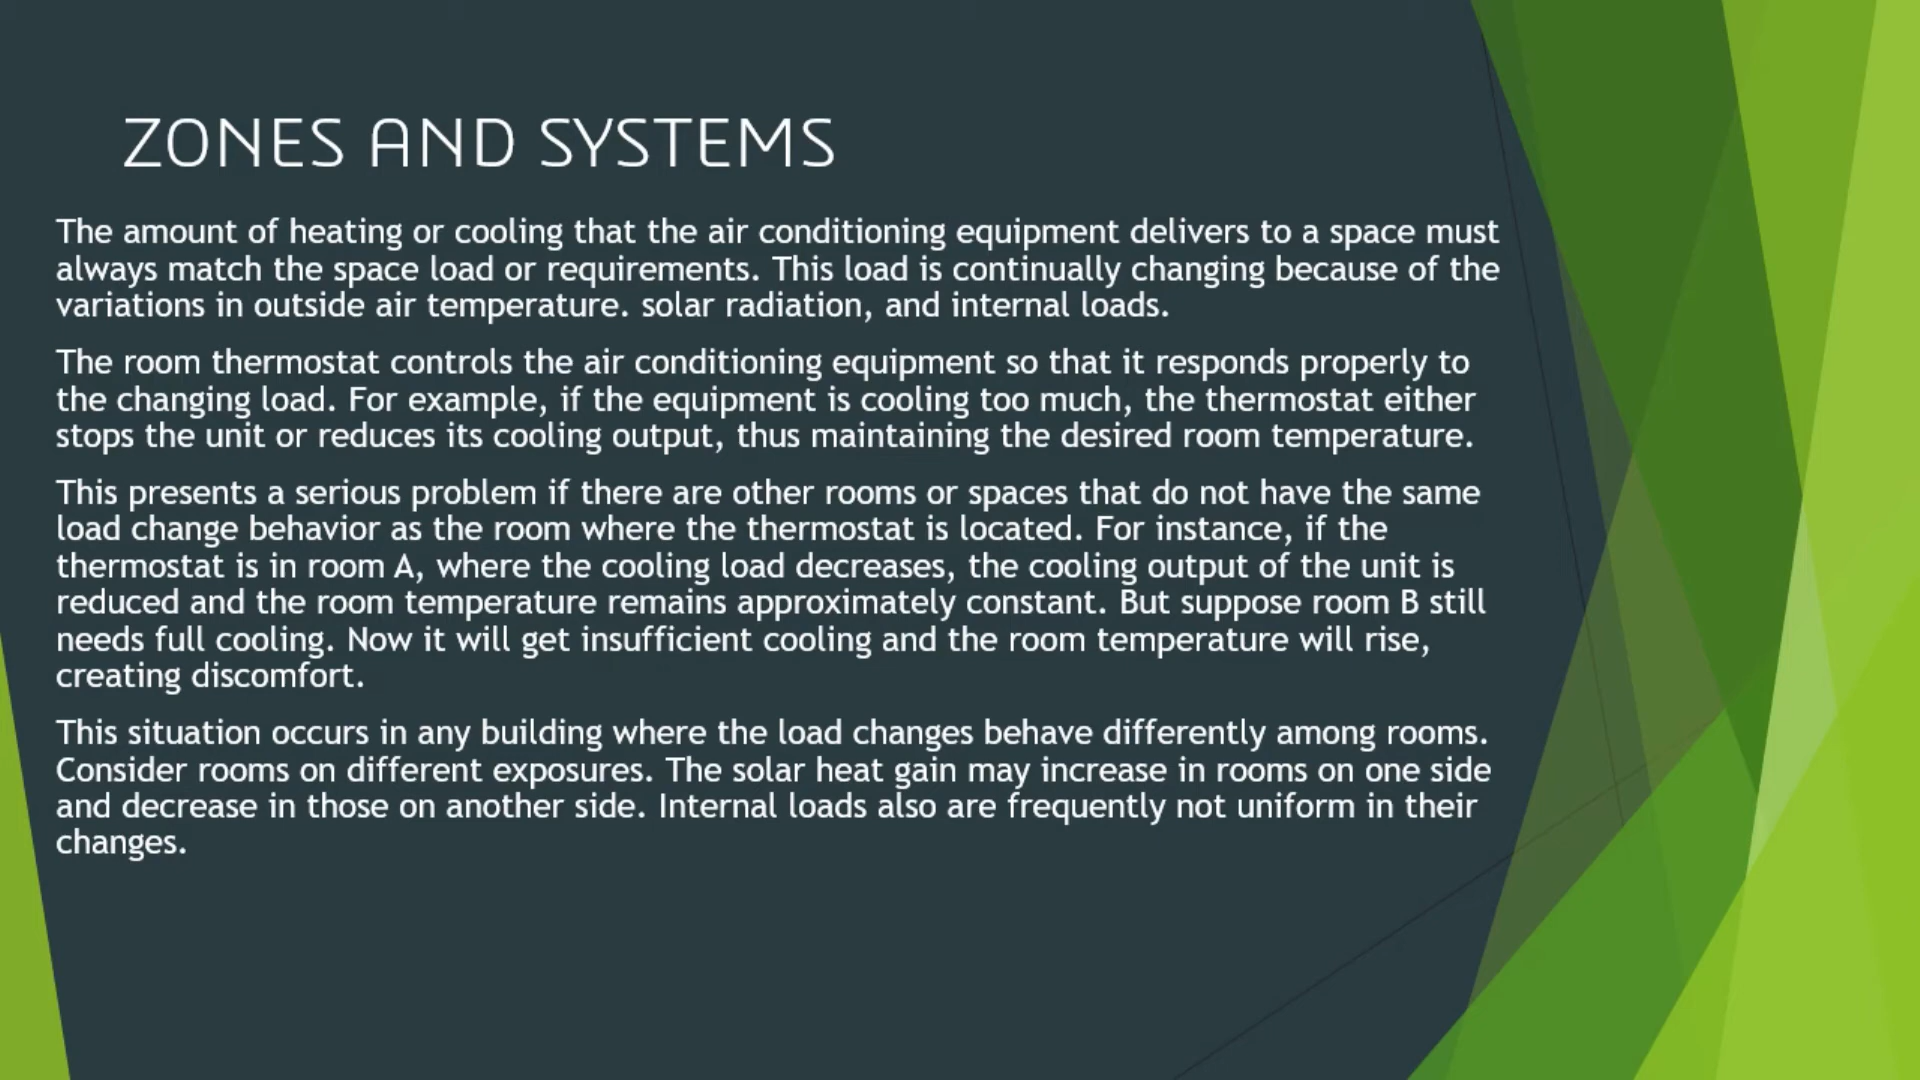 ZONES AND SYSTEMS
The amount of heating or cooling that the air conditioning equipment delivers to a space must
always match the space load or requirements. This load is continually changing because of the
variations in outside air temperature. solar radiation, and internal loads.
The room thermostat controls the air conditioning equipment so that it responds properly to
the changing load. For example, if the equipment is cooling too much, the thermostat either
stops the unit or reduces its cooling output, thus maintaining the desired room temperature.
This presents a serious problem if there are other rooms or spaces that do not have the same
load change behavior as the room where the thermostat is located. For instance, if the
thermostat is in room A, where the cooling load decreases, the cooling output of the unit is
reduced and the room temperature remains approximately constant. But suppose room B still
needs full cooling. Now it will get insufficient cooling and the room temperature will rise,
creating discomfort.
This situation occurs in any building where the load changes behave differently among rooms.
Consider rooms on different exposures. The solar heat gain may increase in rooms on one side
and decrease in those on another side. Internal loads also are frequently not uniform in their
changes.